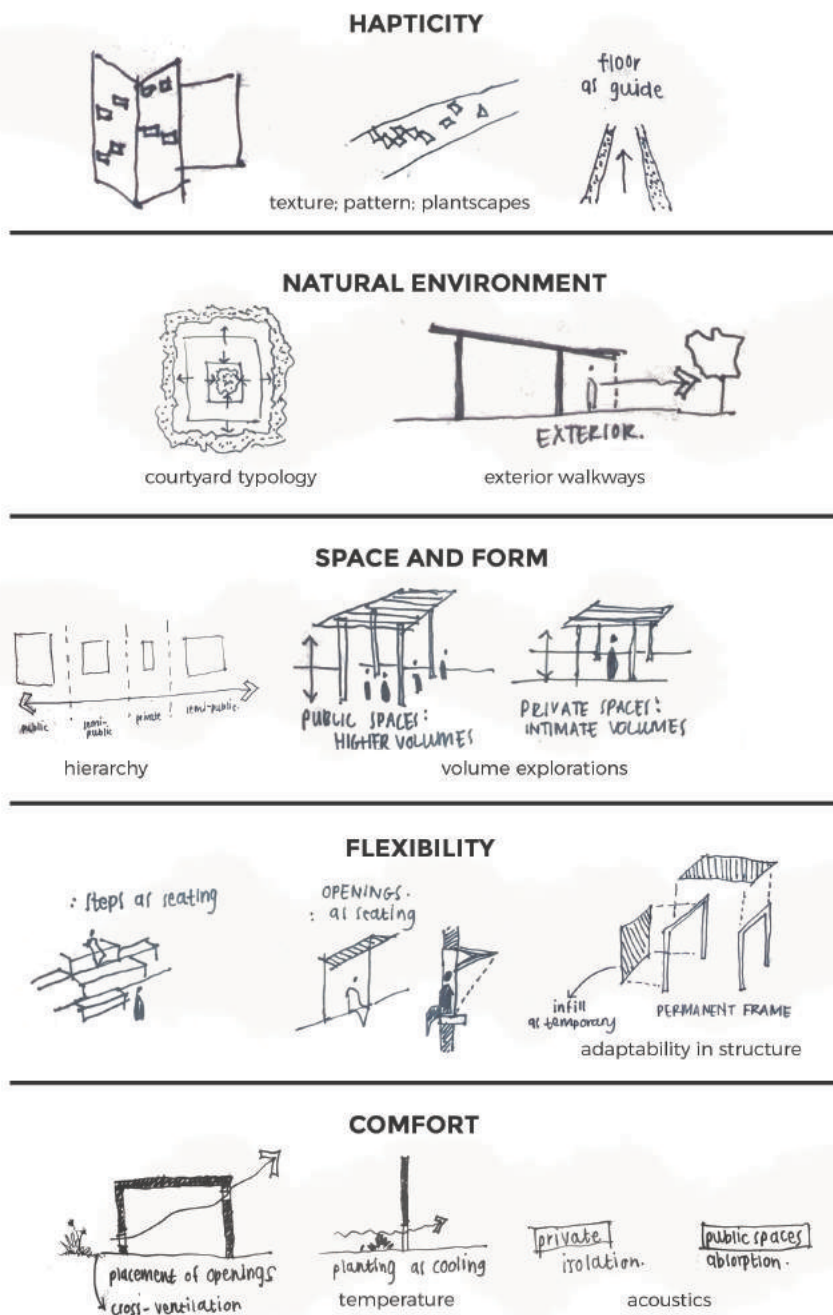 HAPTICITY
floor
as guide
texture; pattern; plantscapes
NATURAL ENVIRONMENT
EXTERIOR.
courtyard typology
exterior walkways
SPACE AND FORM
public
semi-
public
private
semi-public.
hierarchy
PUBLIC SPACES:
HIGHER VOLUMES
PRIVATE SPACES:
INTIMATE VOLUMES
volume explorations
FLEXIBILITY
: steps as seating
OPENINGS.
: as seating
infill
as temporary
PERMANENT FRAME
adaptability in structure
COMFORT
placement of openings
cross-ventilation
planting as cooling
temperature
private
isolation.
public spaces
absorption.
acoustics